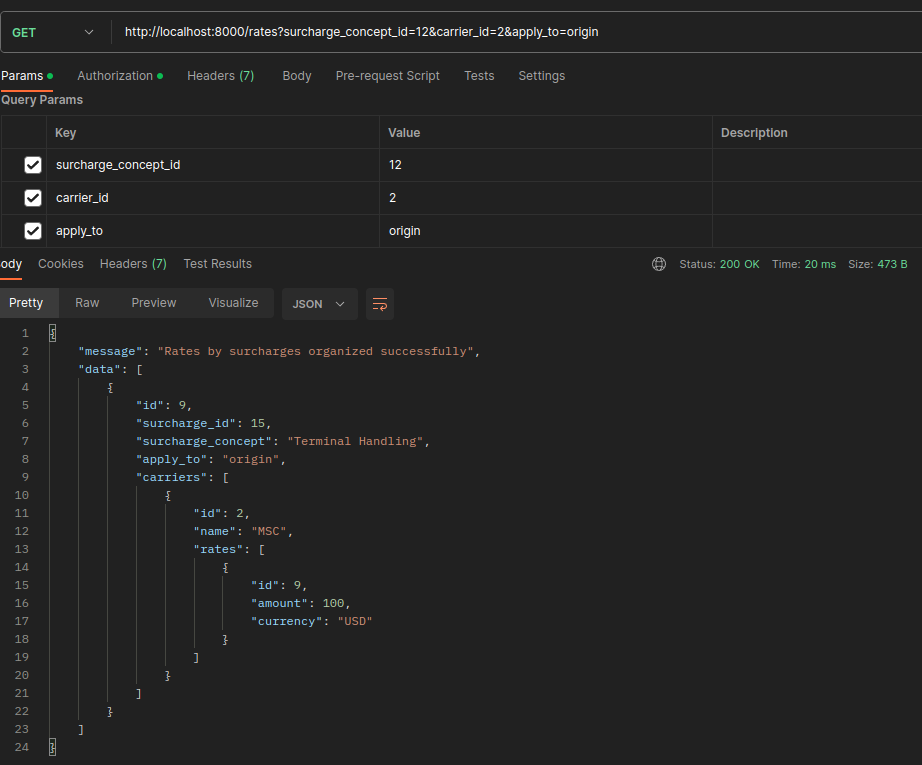 GET http://localhost:8000/rates?surcharge_concept_id=12&carrier_id=2&apply_to=origin
Params Authorization Headers (7) Body Pre-request Script Tests Settings
Query Params
Key Value Description
surcharge_concept_id 12
carrier_id 2
apply_to origin
ody Cookies Headers (7) Test Results Status: 200 OK Time: 20 ms Size: 473 B
Pretty Raw Preview Visualize JSON
1 {
2 "message": "Rates by surcharges organized successfully",
3 "data": [
4 {
5 "id": 9,
6 "surcharge_id": 15,
7 "surcharge_concept": "Terminal Handling",
8 "apply_to": "origin",
9 "carriers": [
10 {
11 "id": 2,
12 "name": "MSC",
13 "rates": [
14 {
15 "id": 9,
16 "amount": 100,
17 "currency": "USD"
18 }
19 ]
20 }
21 ]
22 }
23 ]
24 }